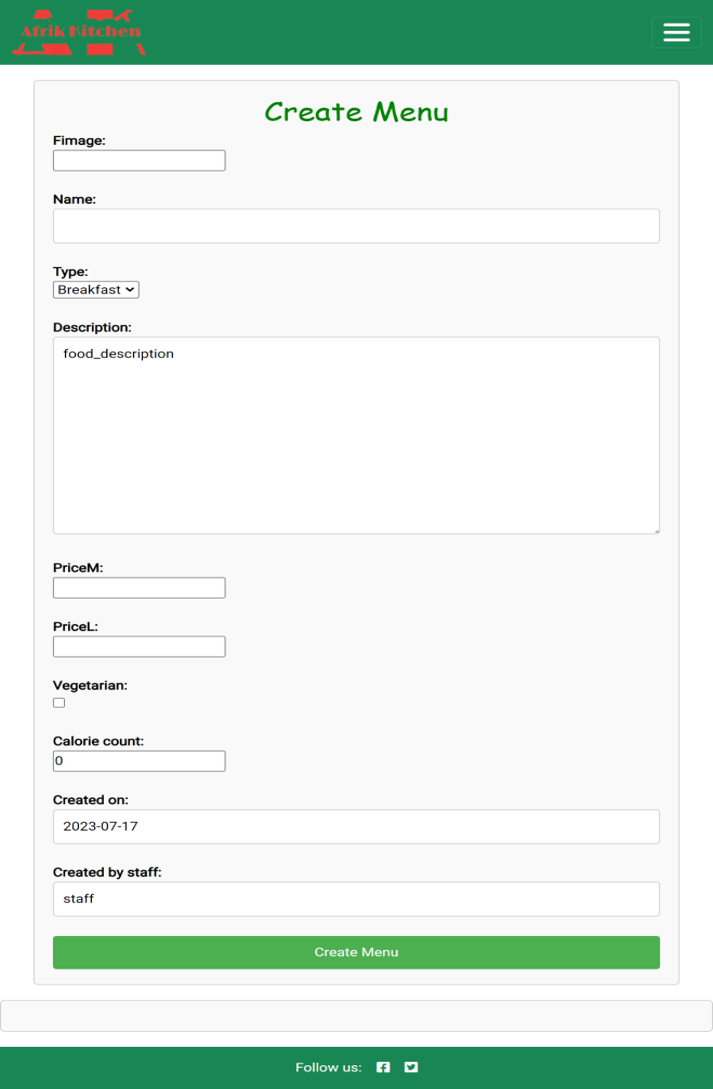 Afrik Kitchen
Create Menu
Fimage:
Name:
Type:
Breakfast
Description:
food_description
PriceM:
PriceL:
Vegetarian:
Calorie count:
0
Created on:
2023-07-17
Created by staff:
staff
Create Menu
Follow us: